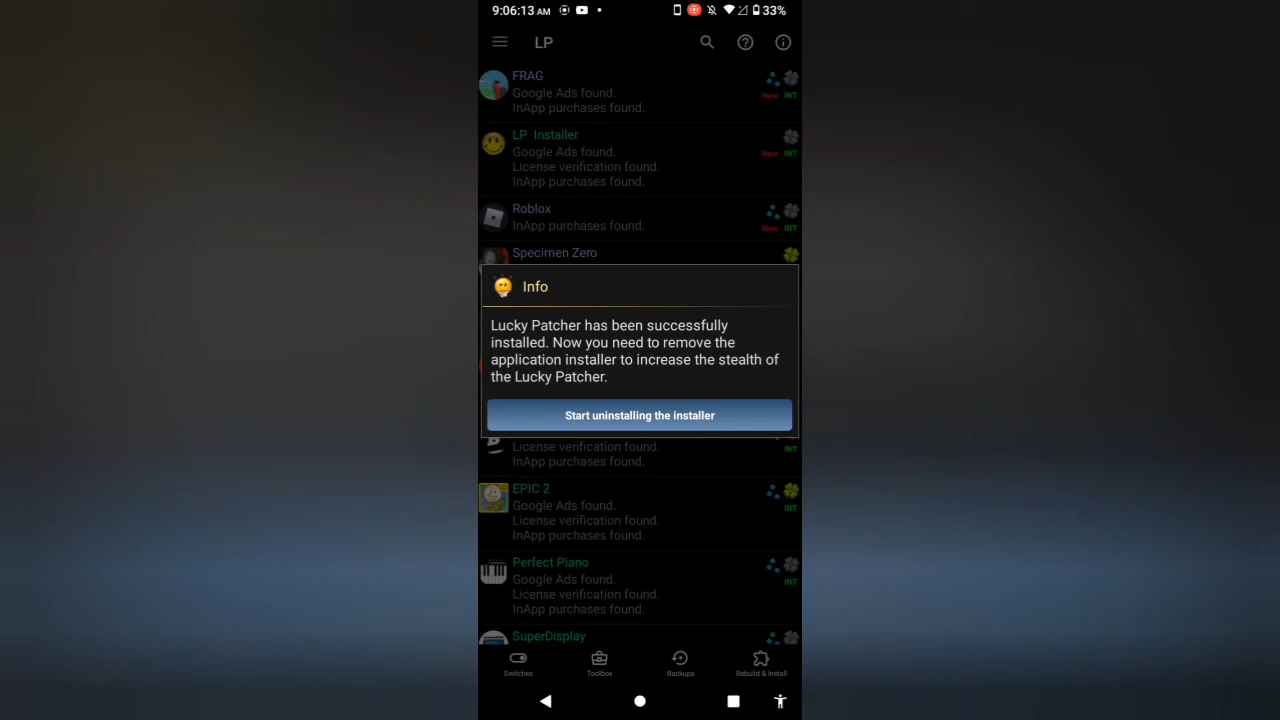 9:06:13 AM
33%
LP
FRAG
Google Ads found.
InApp purchases found.
New INT
LP Installer
Google Ads found.
License verification found.
InApp purchases found.
New INT
Roblox
InApp purchases found.
New INT
Specimen Zero
Info
Lucky Patcher has been successfully
installed. Now you need to remove the
application installer to increase the stealth of
the Lucky Patcher.
Start uninstalling the installer
License verification found.
InApp purchases found.
INT
EPIC 2
Google Ads found.
License verification found.
InApp purchases found.
INT
Perfect Piano
Google Ads found.
License verification found.
InApp purchases found.
INT
SuperDisplay
Switches
Toolbox
Backups
Rebuild & Install